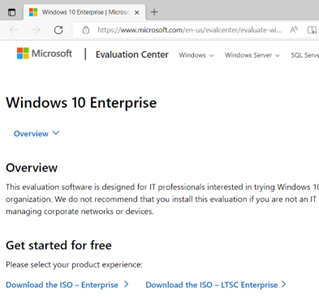 Windows 10 Enterprise | Micros
https://www.microsoft.com/en-us/evalcenter/evaluate-wi...
Microsoft | Evaluation Center Windows Windows Server SQL Serve
Windows 10 Enterprise
Overview
Overview
This evaluation software is designed for IT professionals interested in trying Windows 10
organization. We do not recommend that you install this evaluation if you are not an IT
managing corporate networks or devices.
Get started for free
Please select your product experience:
Download the ISO – Enterprise Download the ISO – LTSC Enterprise